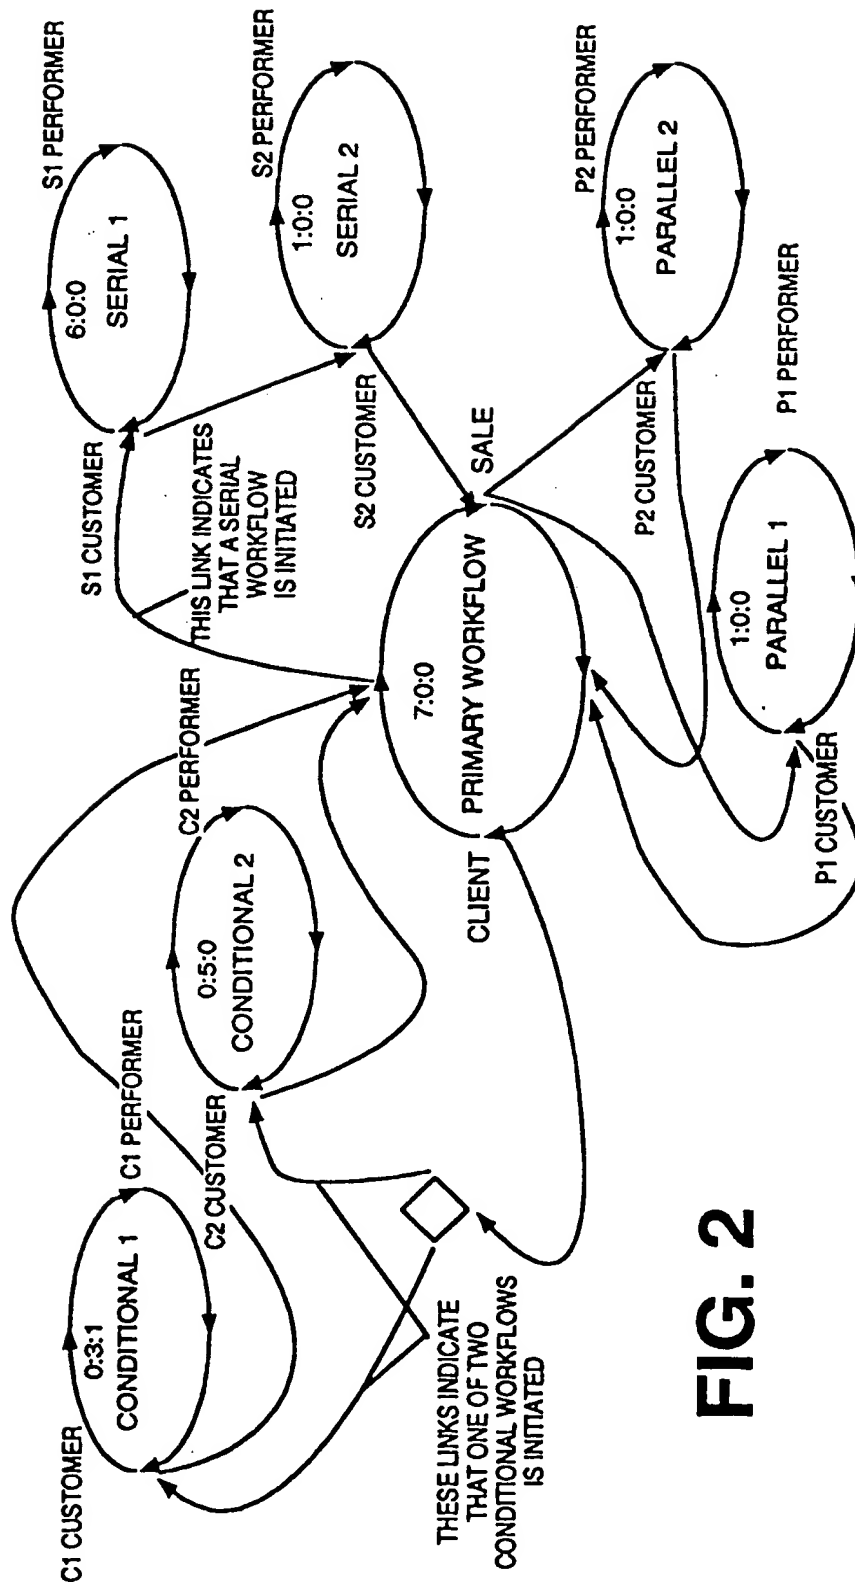 C1 CUSTOMER
0:3:1
CONDITIONAL 1
C1 PERFORMER
C2 CUSTOMER
0:5:0
CONDITIONAL 2
C2 PERFORMER
S1 CUSTOMER
6:0:0
SERIAL 1
S1 PERFORMER
THIS LINK INDICATES
THAT A SERIAL
WORKFLOW
IS INITIATED
S2 CUSTOMER
1:0:0
SERIAL 2
S2 PERFORMER
THESE LINKS INDICATE
THAT ONE OF TWO
CONDITIONAL WORKFLOWS
IS INITIATED
CLIENT
7:0:0
PRIMARY WORKFLOW
SALE
P2 CUSTOMER
1:0:0
PARALLEL 2
P2 PERFORMER
P1 CUSTOMER
1:0:0
PARALLEL 1
P1 PERFORMER
FIG. 2